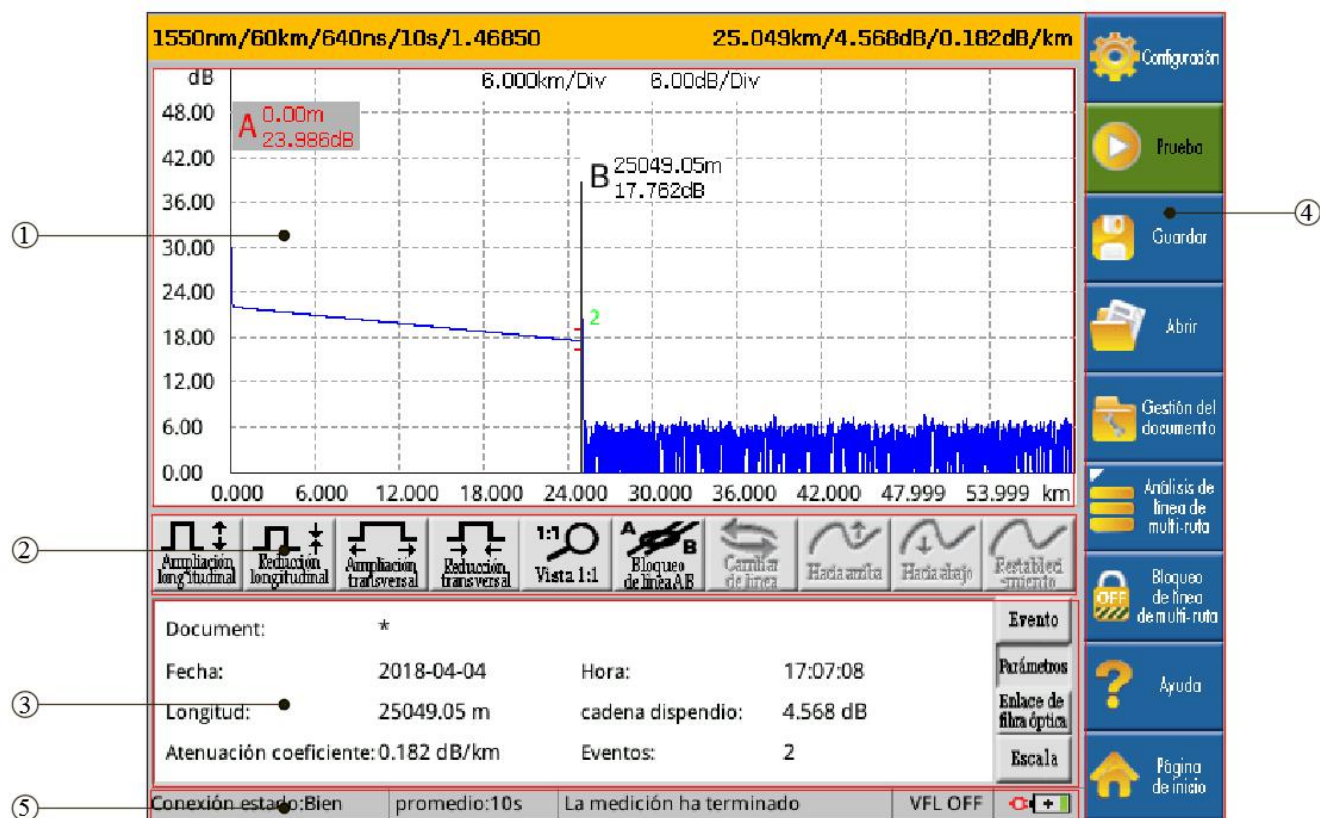 1550nm/60km/640ns/10s/1.46850 25.049km/4.568dB/0.182dB/km
dB 6.000km/Div 6.00dB/Div
48.00
A 0.00m
23.986dB
42.00
B 25049.05m
17.762dB
36.00
30.00
24.00
2
18.00
12.00
6.00
0.00
0.000 6.000 12.000 18.000 24.000 30.000 36.000 42.000 47.999 53.999 km
①
Ampliación
longitudinal
Reducción
longitudinal
Ampliación
transversal
Reducción
transversal
1:1
Vista 1:1
A
B
Bloqueo
de linea AB
Cambiar
de linea
Hacia arriba
Hacia abajo
Restableci
-miento
②
Document: *
Fecha: 2018-04-04 Hora: 17:07:08
Longitud: 25049.05 m cadena dispendio: 4.568 dB
Atenuación coeficiente: 0.182 dB/km Eventos: 2
③
Evento
Parámetros
Enlace de
fibra óptica
Escala
Conexión estado:Bien promedio:10s La medición ha terminado VFL OFF
⑤
Configuración
Prueba
Guardar
④
Abrir
Gestión del
documento
Análisis de
línea de
multi-ruta
OFF
Bloqueo
de línea
de multi-ruta
Ayuda
Página
de inicio